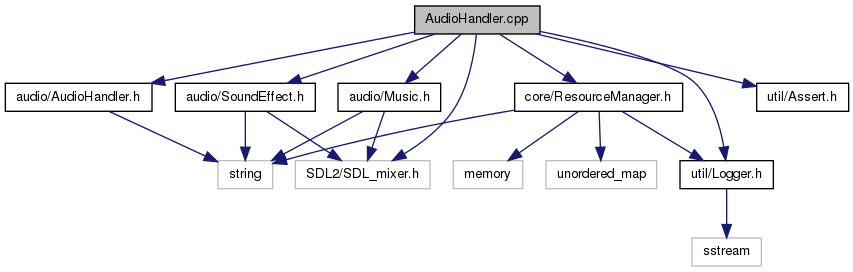 AudioHandler.cpp
audio/AudioHandler.h
audio/SoundEffect.h
audio/Music.h
core/ResourceManager.h
util/Assert.h
string
SDL2/SDL_mixer.h
memory
unordered_map
util/Logger.h
sstream